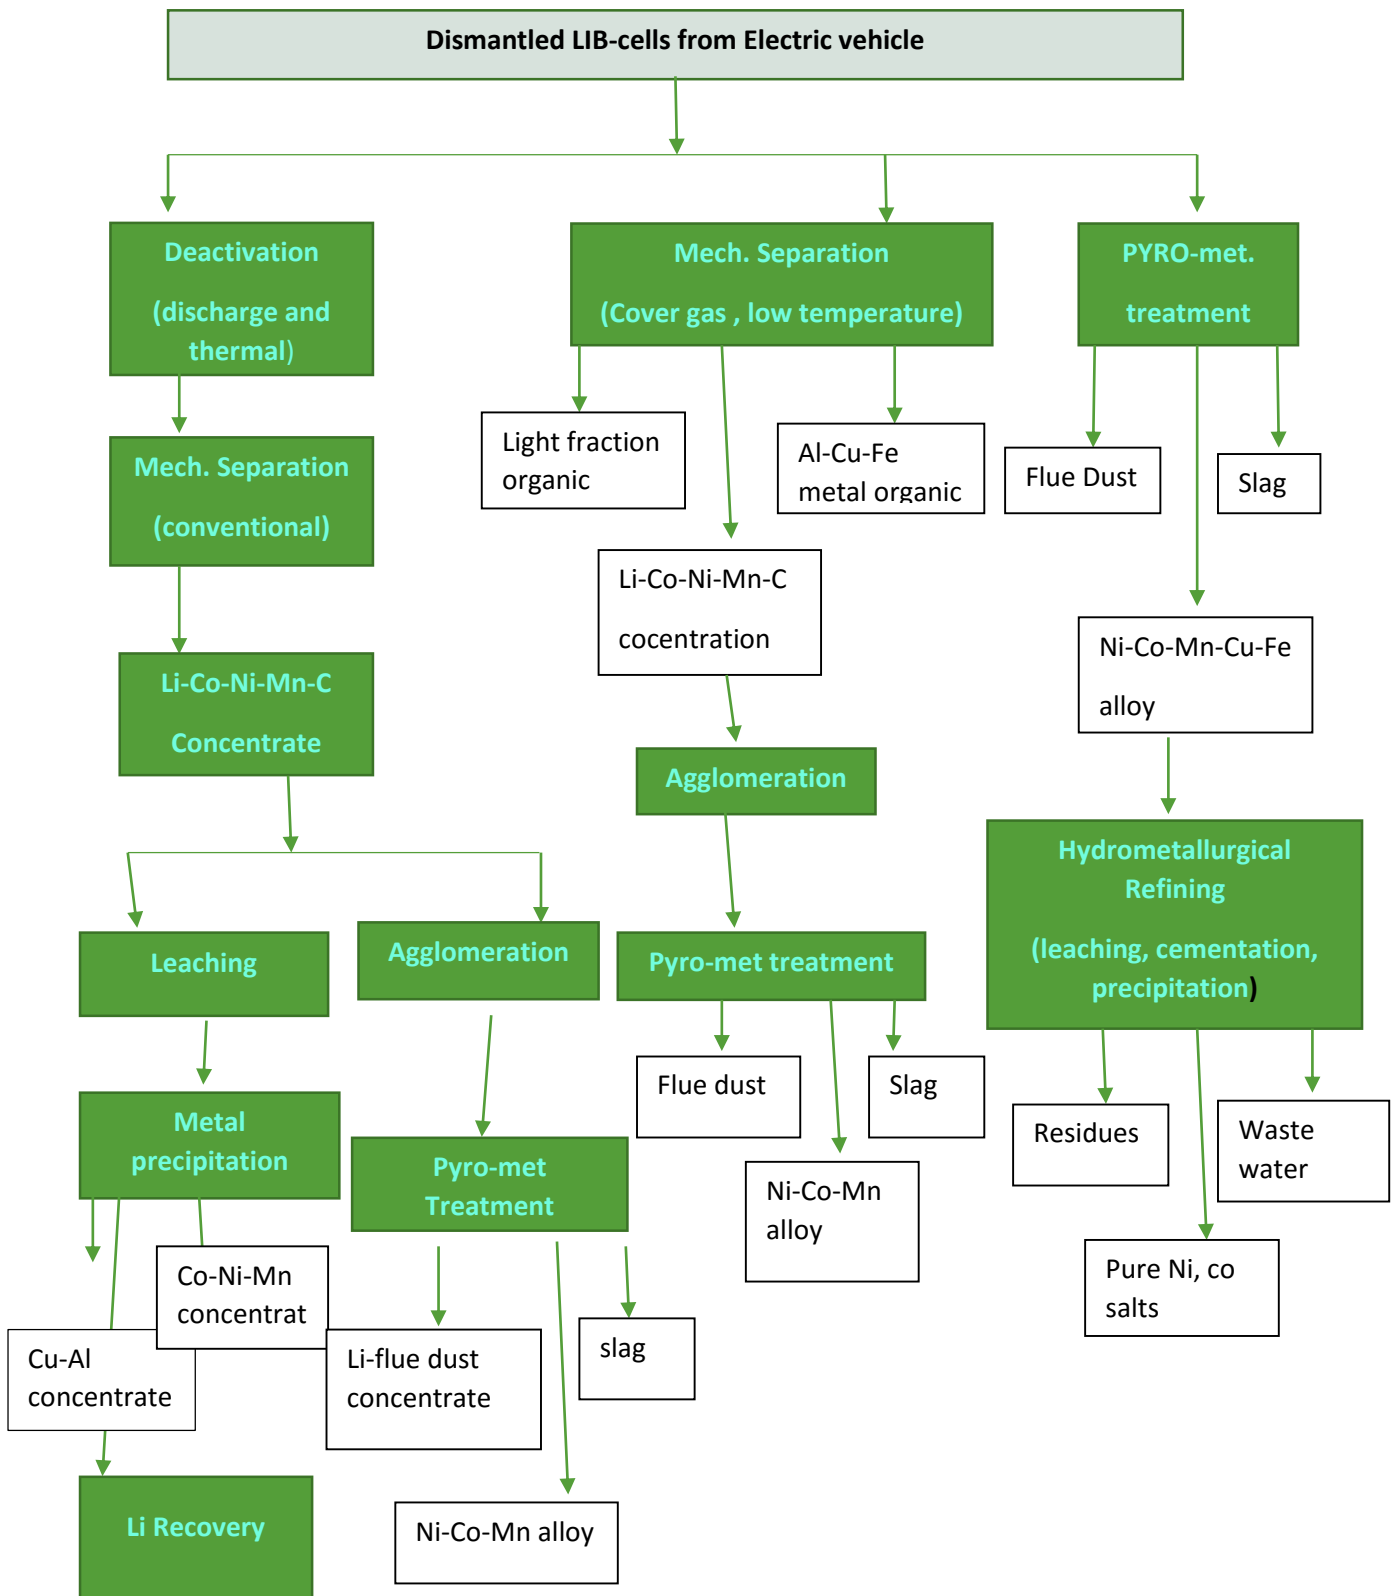 Dismantled LIB-cells from Electric vehicle
Deactivation
(discharge and
thermal)
Mech. Separation
(Cover gas , low temperature)
PYRO-met.
treatment
Light fraction
organic
Al-Cu-Fe
metal organic
Flue Dust
Slag
Mech. Separation
(conventional)
Li-Co-Ni-Mn-C
cocentration
Ni-Co-Mn-Cu-Fe
alloy
Li-Co-Ni-Mn-C
Concentrate
Agglomeration
Hydrometallurgical
Refining
(leaching, cementation,
precipitation)
Leaching
Agglomeration
Pyro-met treatment
Flue dust
Slag
Residues
Waste
water
Metal
precipitation
Pyro-met
Treatment
Ni-Co-Mn
alloy
Pure Ni, co
salts
Co-Ni-Mn
concentrat
Cu-Al
concentrate
Li-flue dust
concentrate
slag
Li Recovery
Ni-Co-Mn alloy